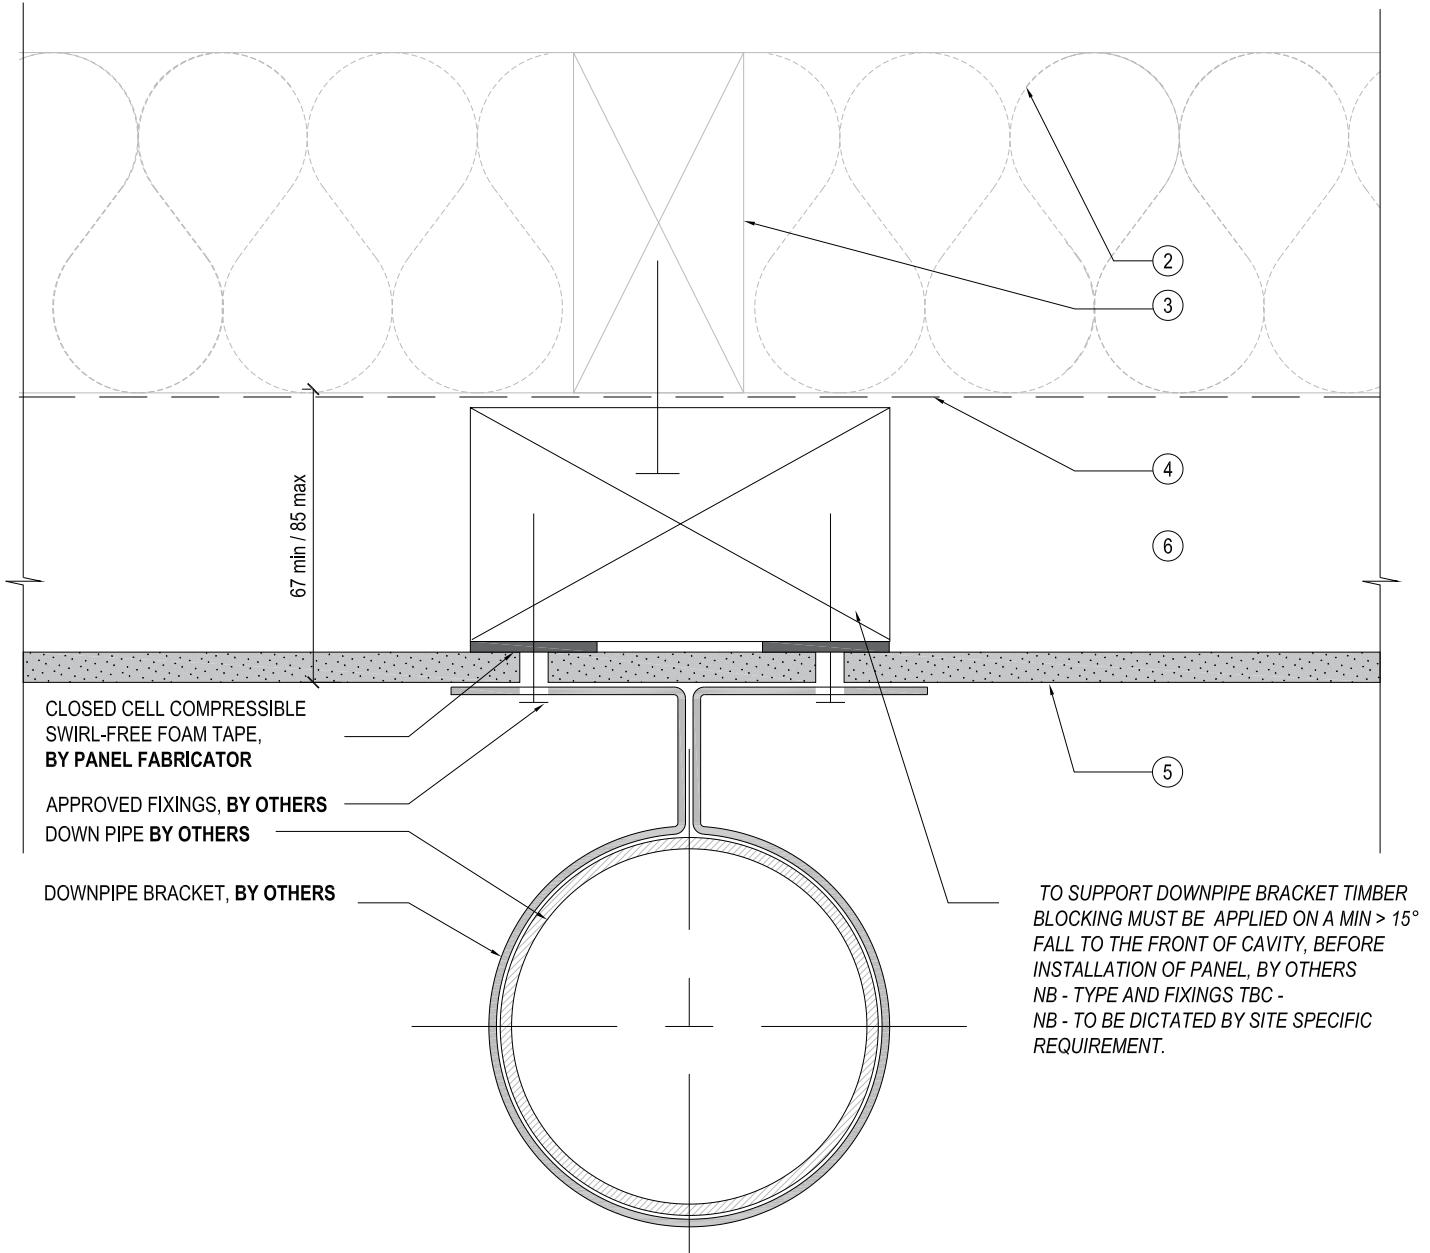 2
3
4
67 min / 85 max
6
CLOSED CELL COMPRESSIBLE
SWIRL-FREE FOAM TAPE,
BY PANEL FABRICATOR
APPROVED FIXINGS, BY OTHERS
DOWN PIPE BY OTHERS
DOWNPIPE BRACKET, BY OTHERS
5
TO SUPPORT DOWNPIPE BRACKET TIMBER
BLOCKING MUST BE APPLIED ON A MIN > 15°
FALL TO THE FRONT OF CAVITY, BEFORE
INSTALLATION OF PANEL, BY OTHERS
NB - TYPE AND FIXINGS TBC -
NB - TO BE DICTATED BY SITE SPECIFIC
REQUIREMENT.